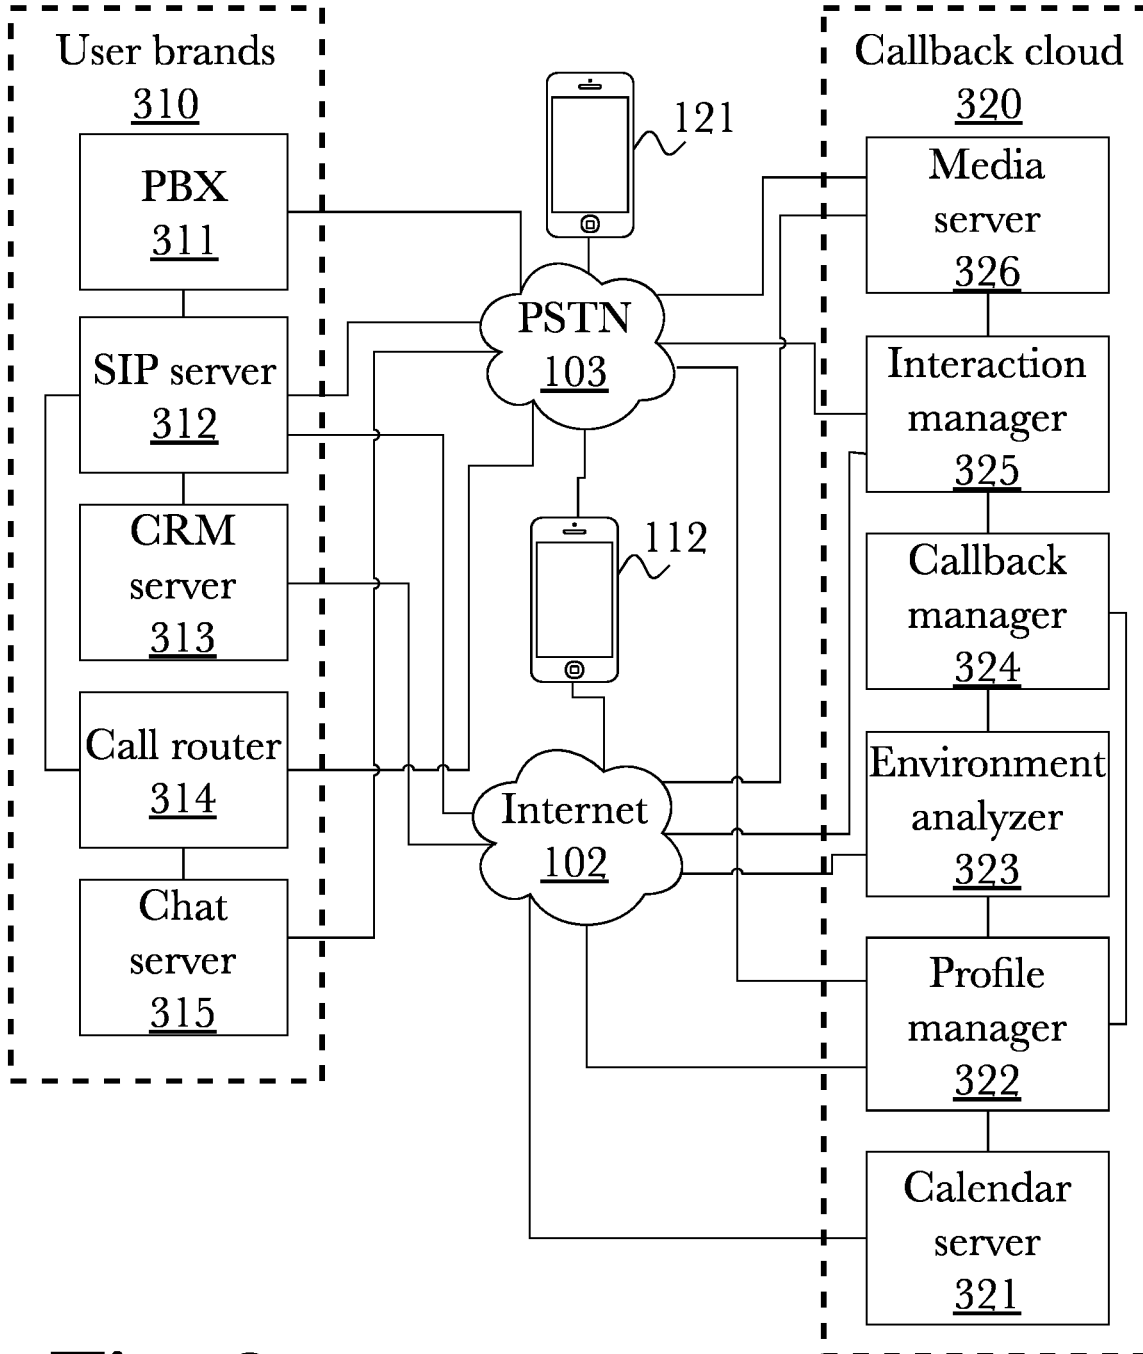 User brands
310
PBX
311
SIP server
312
CRM
server
313
Call router
314
Chat
server
315
121
PSTN
103
112
Internet
102
Callback cloud
320
Media
server
326
Interaction
manager
325
Callback
manager
324
Environment
analyzer
323
Profile
manager
322
Calendar
server
321